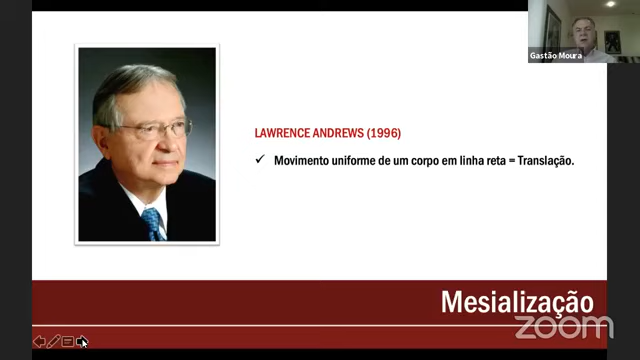 Gastão Moura
LAWRENCE ANDREWS (1996)
✓ Movimento uniforme de um corpo em linha reta = Translação.
Mesialização
zoom